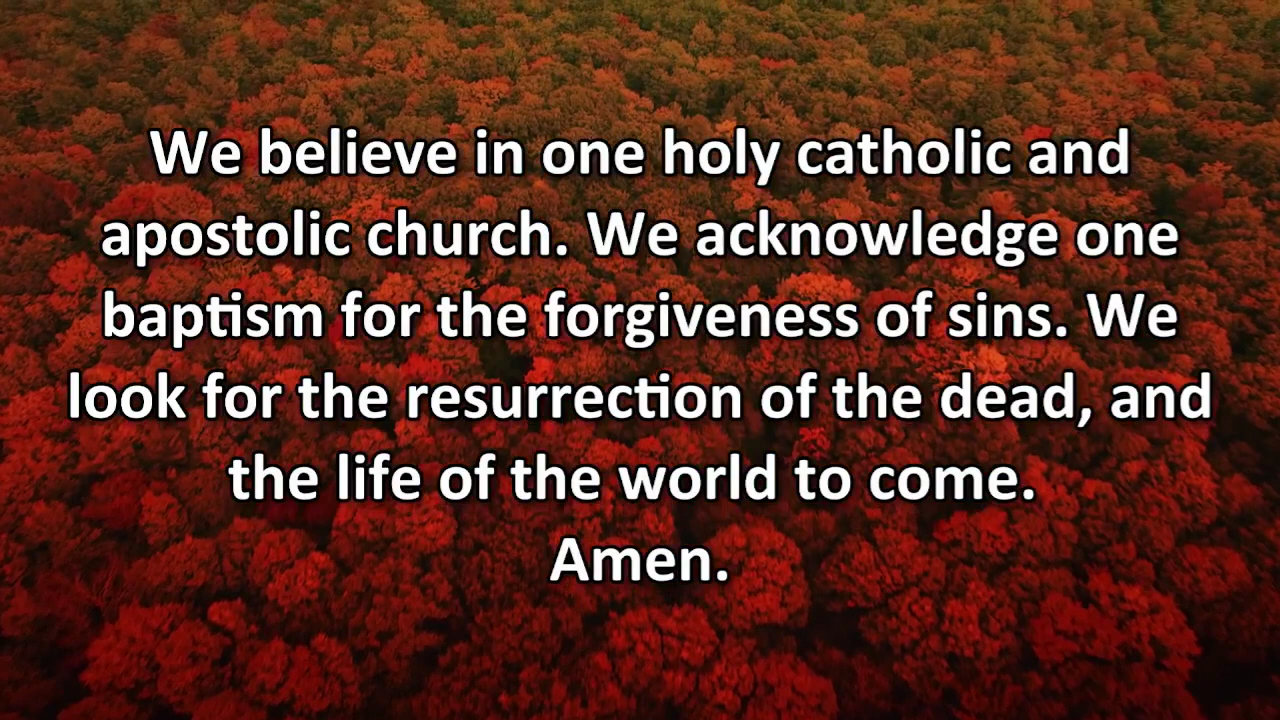 We believe in one holy catholic and
apostolic church. We acknowledge one
baptism for the forgiveness of sins. We
look for the resurrection of the dead, and
the life of the world to come.
Amen.